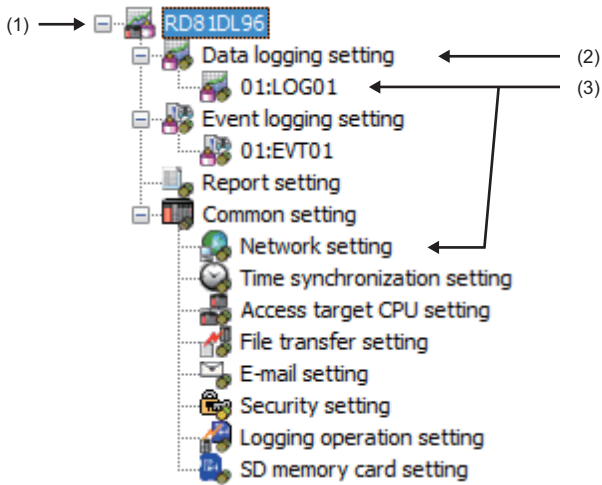 (1) RD81DL96
Data logging setting (2)
01:LOG01 (3)
Event logging setting
01:EVT01
Report setting
Common setting
Network setting
Time synchronization setting
Access target CPU setting
File transfer setting
E-mail setting
Security setting
Logging operation setting
SD memory card setting